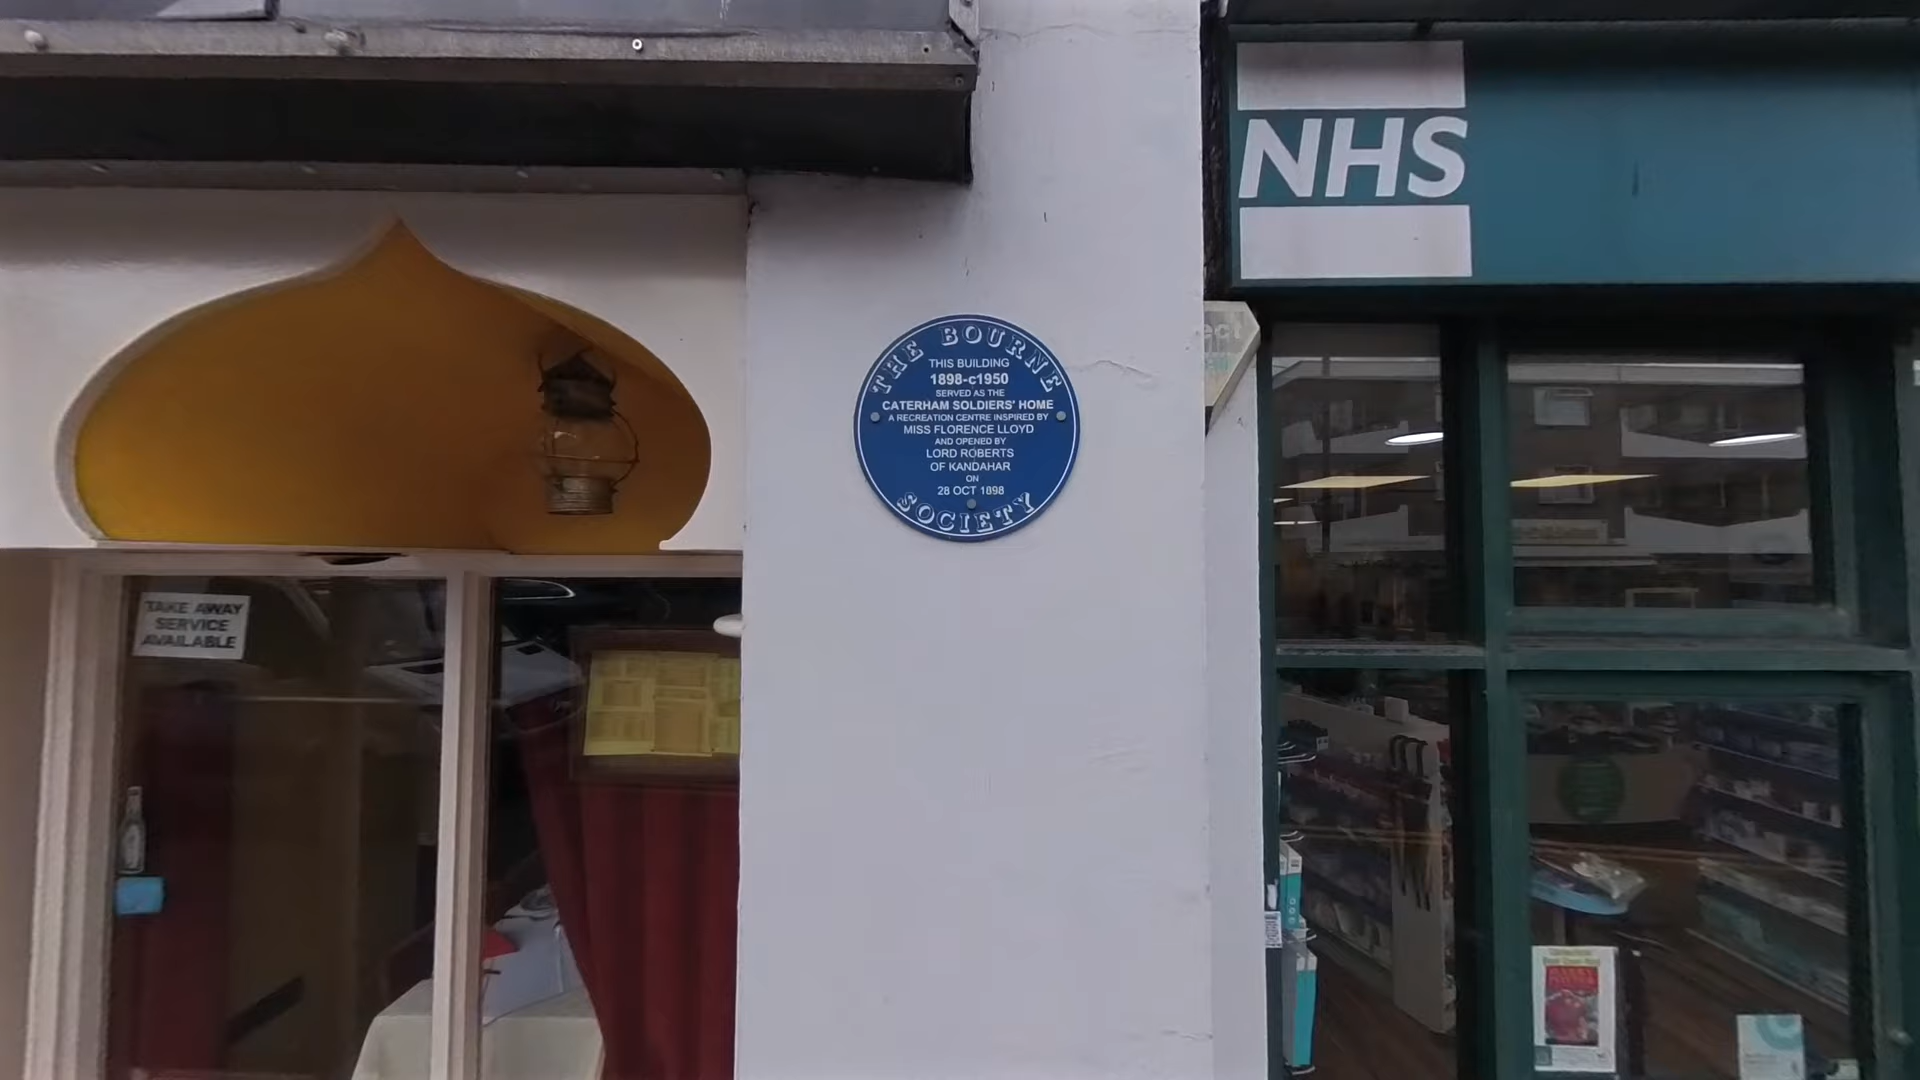 THE BOURNE
THIS BUILDING
1898-c1950
SERVED AS THE
CATERHAM SOLDIERS' HOME
A RECREATION CENTRE INSPIRED BY
MISS FLORENCE LLOYD
AND OPENED BY
LORD ROBERTS
OF KANDAHAR
ON
28 OCT 1898
SOCIETY
NHS
ect
TAKE AWAY
SERVICE
AVAILABLE